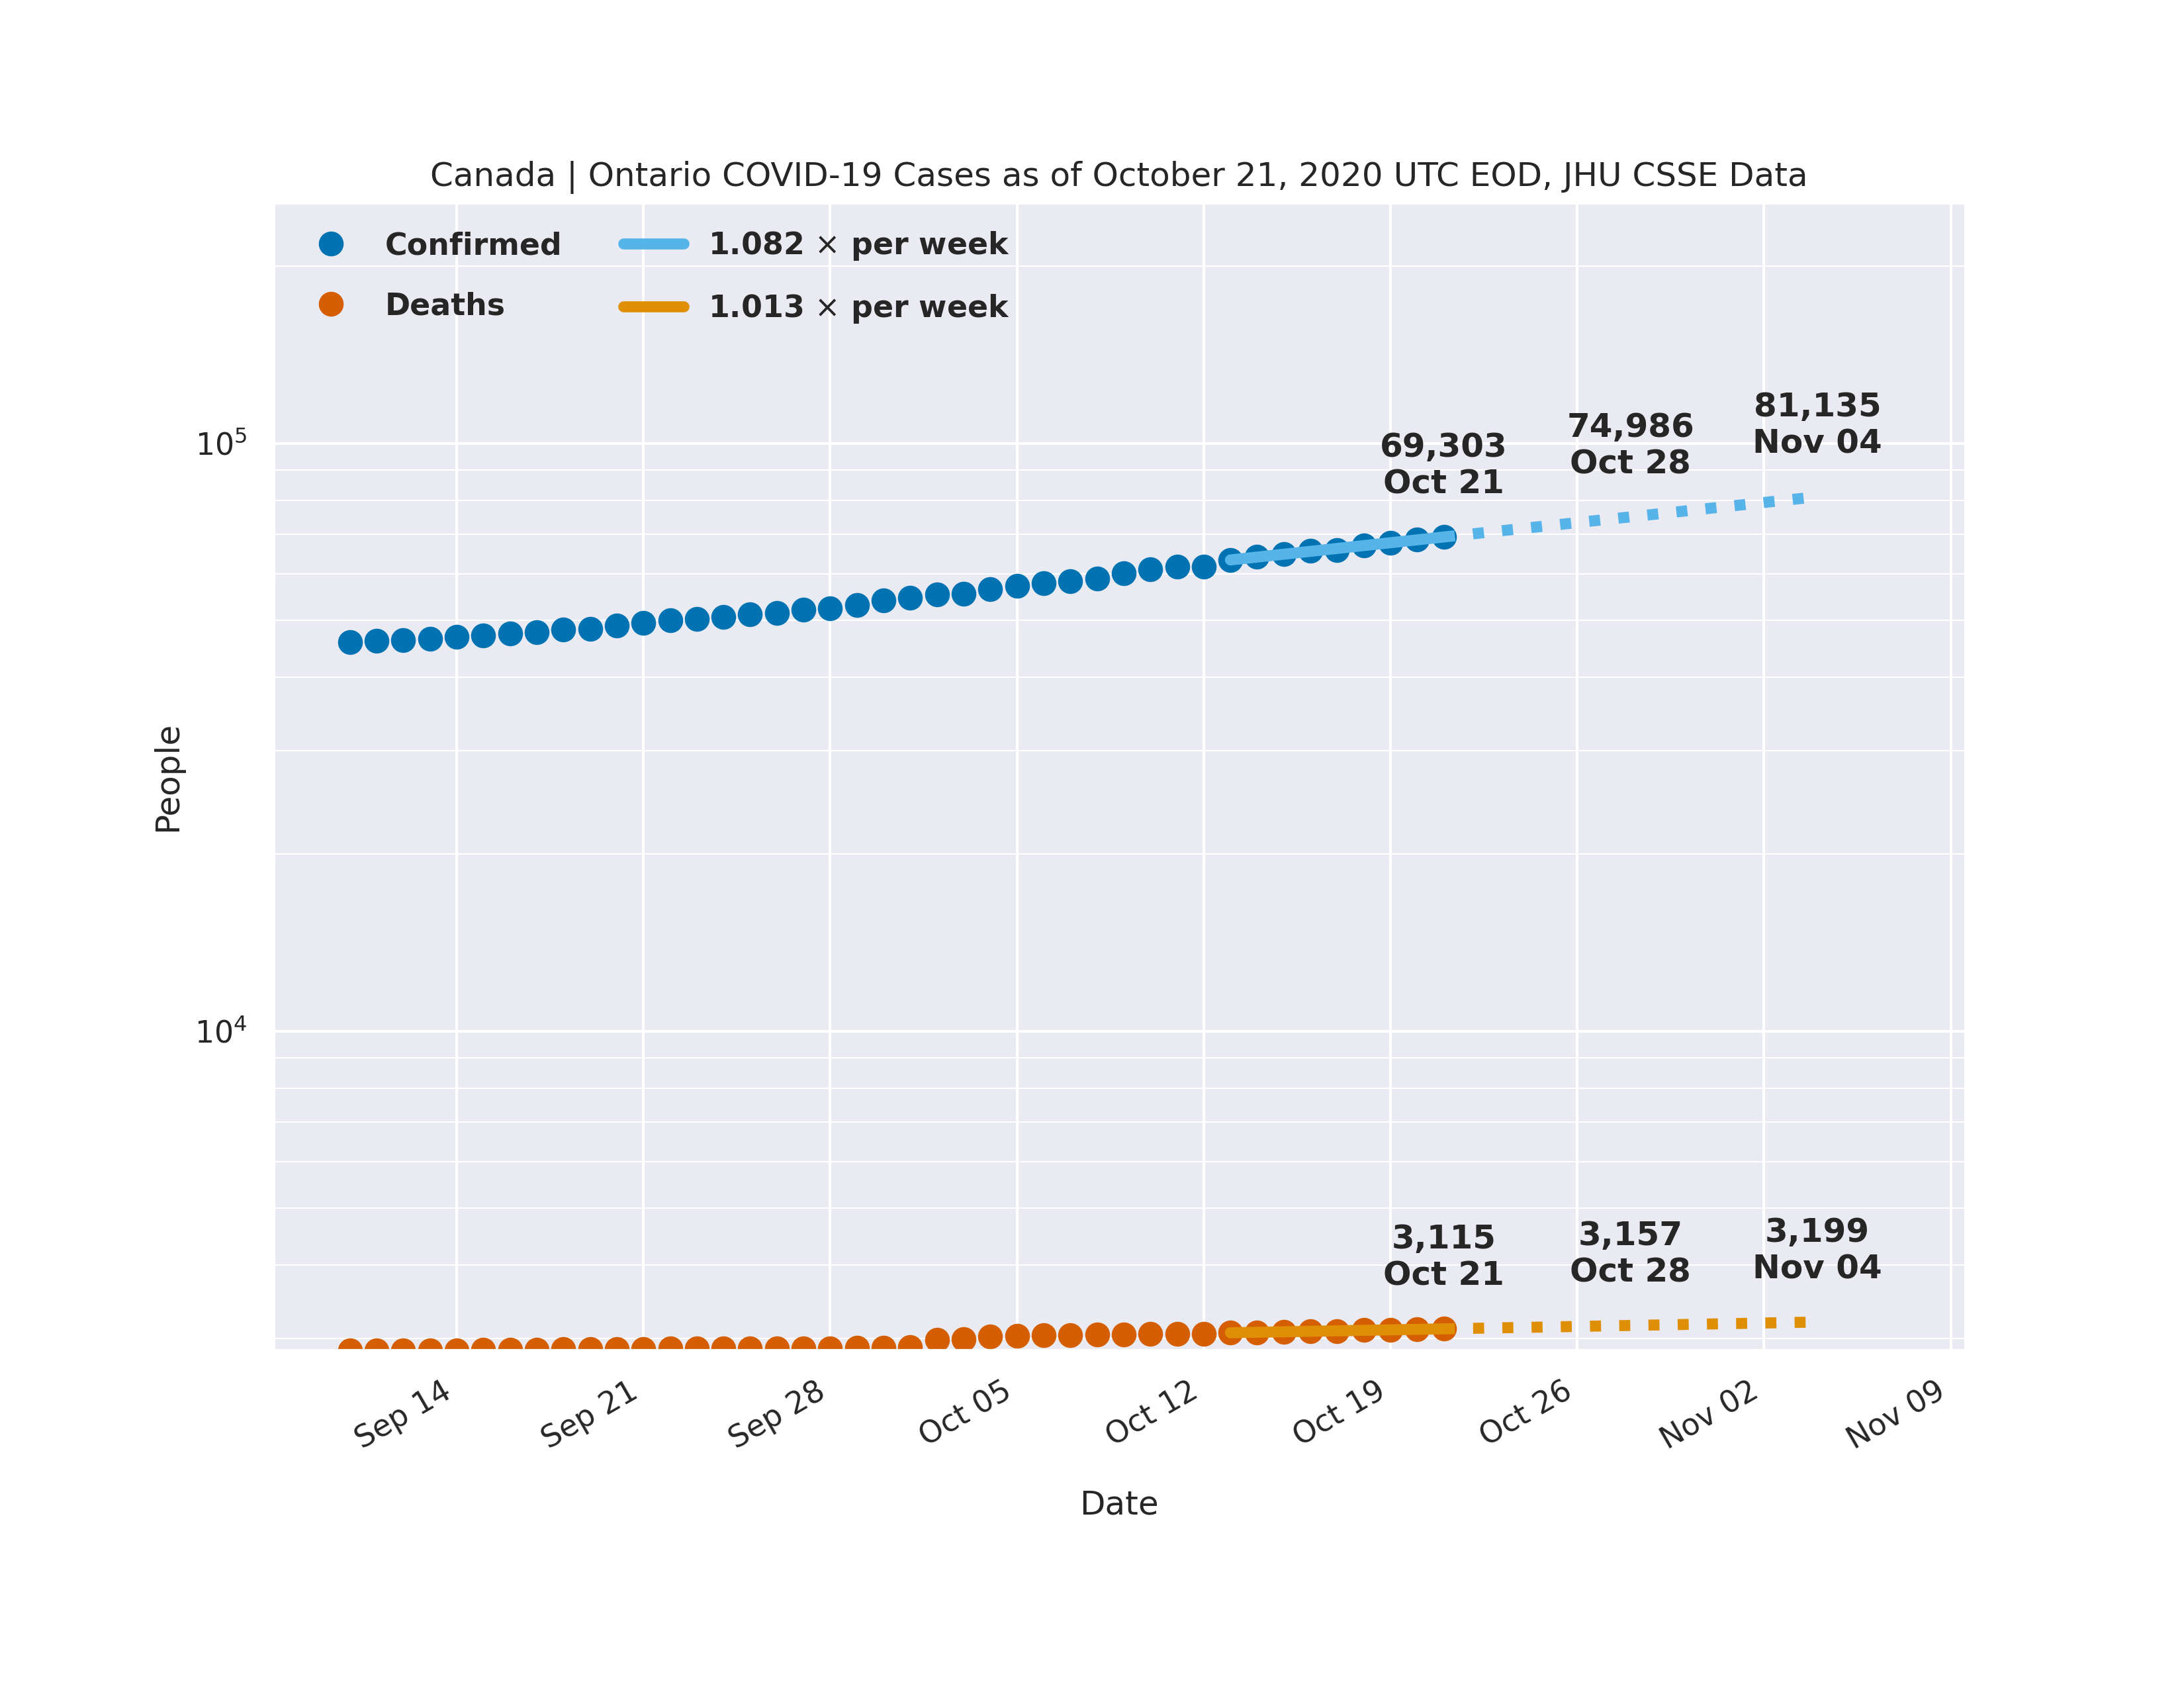 Canada | Ontario COVID-19 Cases as of October 21, 2020 UTC EOD, JHU CSSE Data
Confirmed
Deaths
1.082 × per week
1.013 × per week
69,303
Oct 21
74,986
Oct 28
81,135
Nov 04
10⁵
10⁴
People
3,115
Oct 21
3,157
Oct 28
3,199
Nov 04
Sep 14
Sep 21
Sep 28
Oct 05
Oct 12
Oct 19
Oct 26
Nov 02
Nov 09
Date